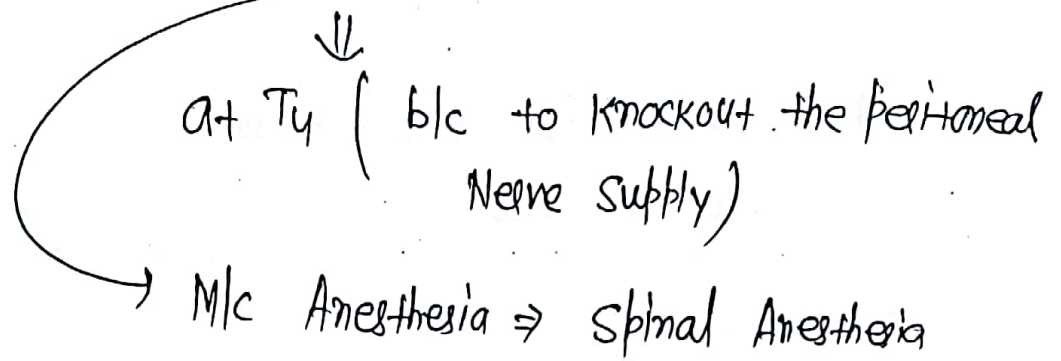 ⇓
at T4 ( b/c to knockout the peritoneal
Nerve supply)
→ M/c Anesthesia ⇒ Spinal Anesthesia